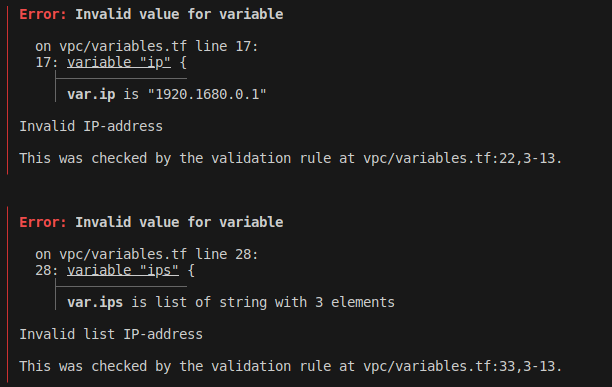 Error: Invalid value for variable
on vpc/variables.tf line 17:
17: variable "ip" {
var.ip is "1920.1680.0.1"
Invalid IP-address
This was checked by the validation rule at vpc/variables.tf:22,3-13.
Error: Invalid value for variable
on vpc/variables.tf line 28:
28: variable "ips" {
var.ips is list of string with 3 elements
Invalid list IP-address
This was checked by the validation rule at vpc/variables.tf:33,3-13.